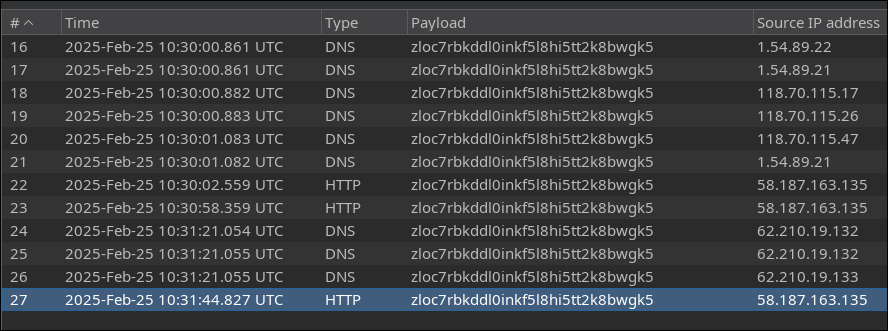 # Time Type Payload Source IP address
16 2025-Feb-25 10:30:00.861 UTC DNS zloc7rbkddl0inkf5l8hi5tt2k8bwgk5 1.54.89.22
17 2025-Feb-25 10:30:00.861 UTC DNS zloc7rbkddl0inkf5l8hi5tt2k8bwgk5 1.54.89.21
18 2025-Feb-25 10:30:00.882 UTC DNS zloc7rbkddl0inkf5l8hi5tt2k8bwgk5 118.70.115.17
19 2025-Feb-25 10:30:00.883 UTC DNS zloc7rbkddl0inkf5l8hi5tt2k8bwgk5 118.70.115.26
20 2025-Feb-25 10:30:01.083 UTC DNS zloc7rbkddl0inkf5l8hi5tt2k8bwgk5 118.70.115.47
21 2025-Feb-25 10:30:01.082 UTC DNS zloc7rbkddl0inkf5l8hi5tt2k8bwgk5 1.54.89.21
22 2025-Feb-25 10:30:02.559 UTC HTTP zloc7rbkddl0inkf5l8hi5tt2k8bwgk5 58.187.163.135
23 2025-Feb-25 10:30:58.359 UTC HTTP zloc7rbkddl0inkf5l8hi5tt2k8bwgk5 58.187.163.135
24 2025-Feb-25 10:31:21.054 UTC DNS zloc7rbkddl0inkf5l8hi5tt2k8bwgk5 62.210.19.132
25 2025-Feb-25 10:31:21.055 UTC DNS zloc7rbkddl0inkf5l8hi5tt2k8bwgk5 62.210.19.132
26 2025-Feb-25 10:31:21.055 UTC DNS zloc7rbkddl0inkf5l8hi5tt2k8bwgk5 62.210.19.133
27 2025-Feb-25 10:31:44.827 UTC HTTP zloc7rbkddl0inkf5l8hi5tt2k8bwgk5 58.187.163.135